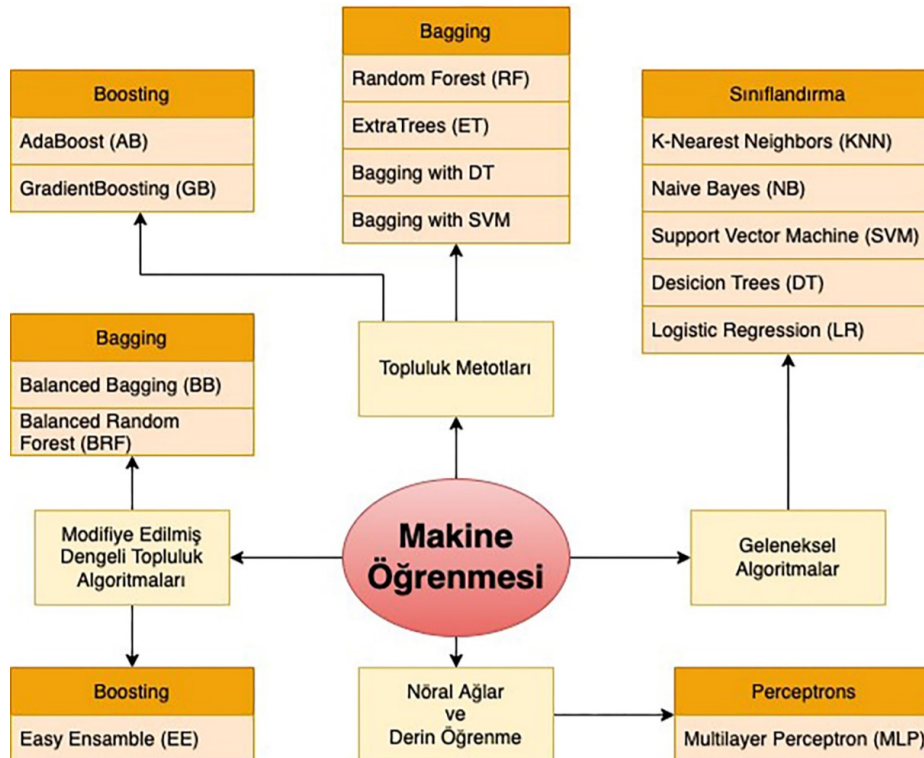 Bagging
Random Forest (RF)
ExtraTrees (ET)
Bagging with DT
Bagging with SVM
Boosting
AdaBoost (AB)
GradientBoosting (GB)
Sınıflandırma
K-Nearest Neighbors (KNN)
Naive Bayes (NB)
Support Vector Machine (SVM)
Desicion Trees (DT)
Logistic Regression (LR)
Topluluk Metotları
Bagging
Balanced Bagging (BB)
Balanced Random
Forest (BRF)
Modifiye Edilmiş
Dengeli Topluluk
Algoritmaları
Makine
Öğrenmesi
Geleneksel
Algoritmalar
Boosting
Easy Ensamble (EE)
Nöral Ağlar
ve
Derin Öğrenme
Perceptrons
Multilayer Perceptron (MLP)